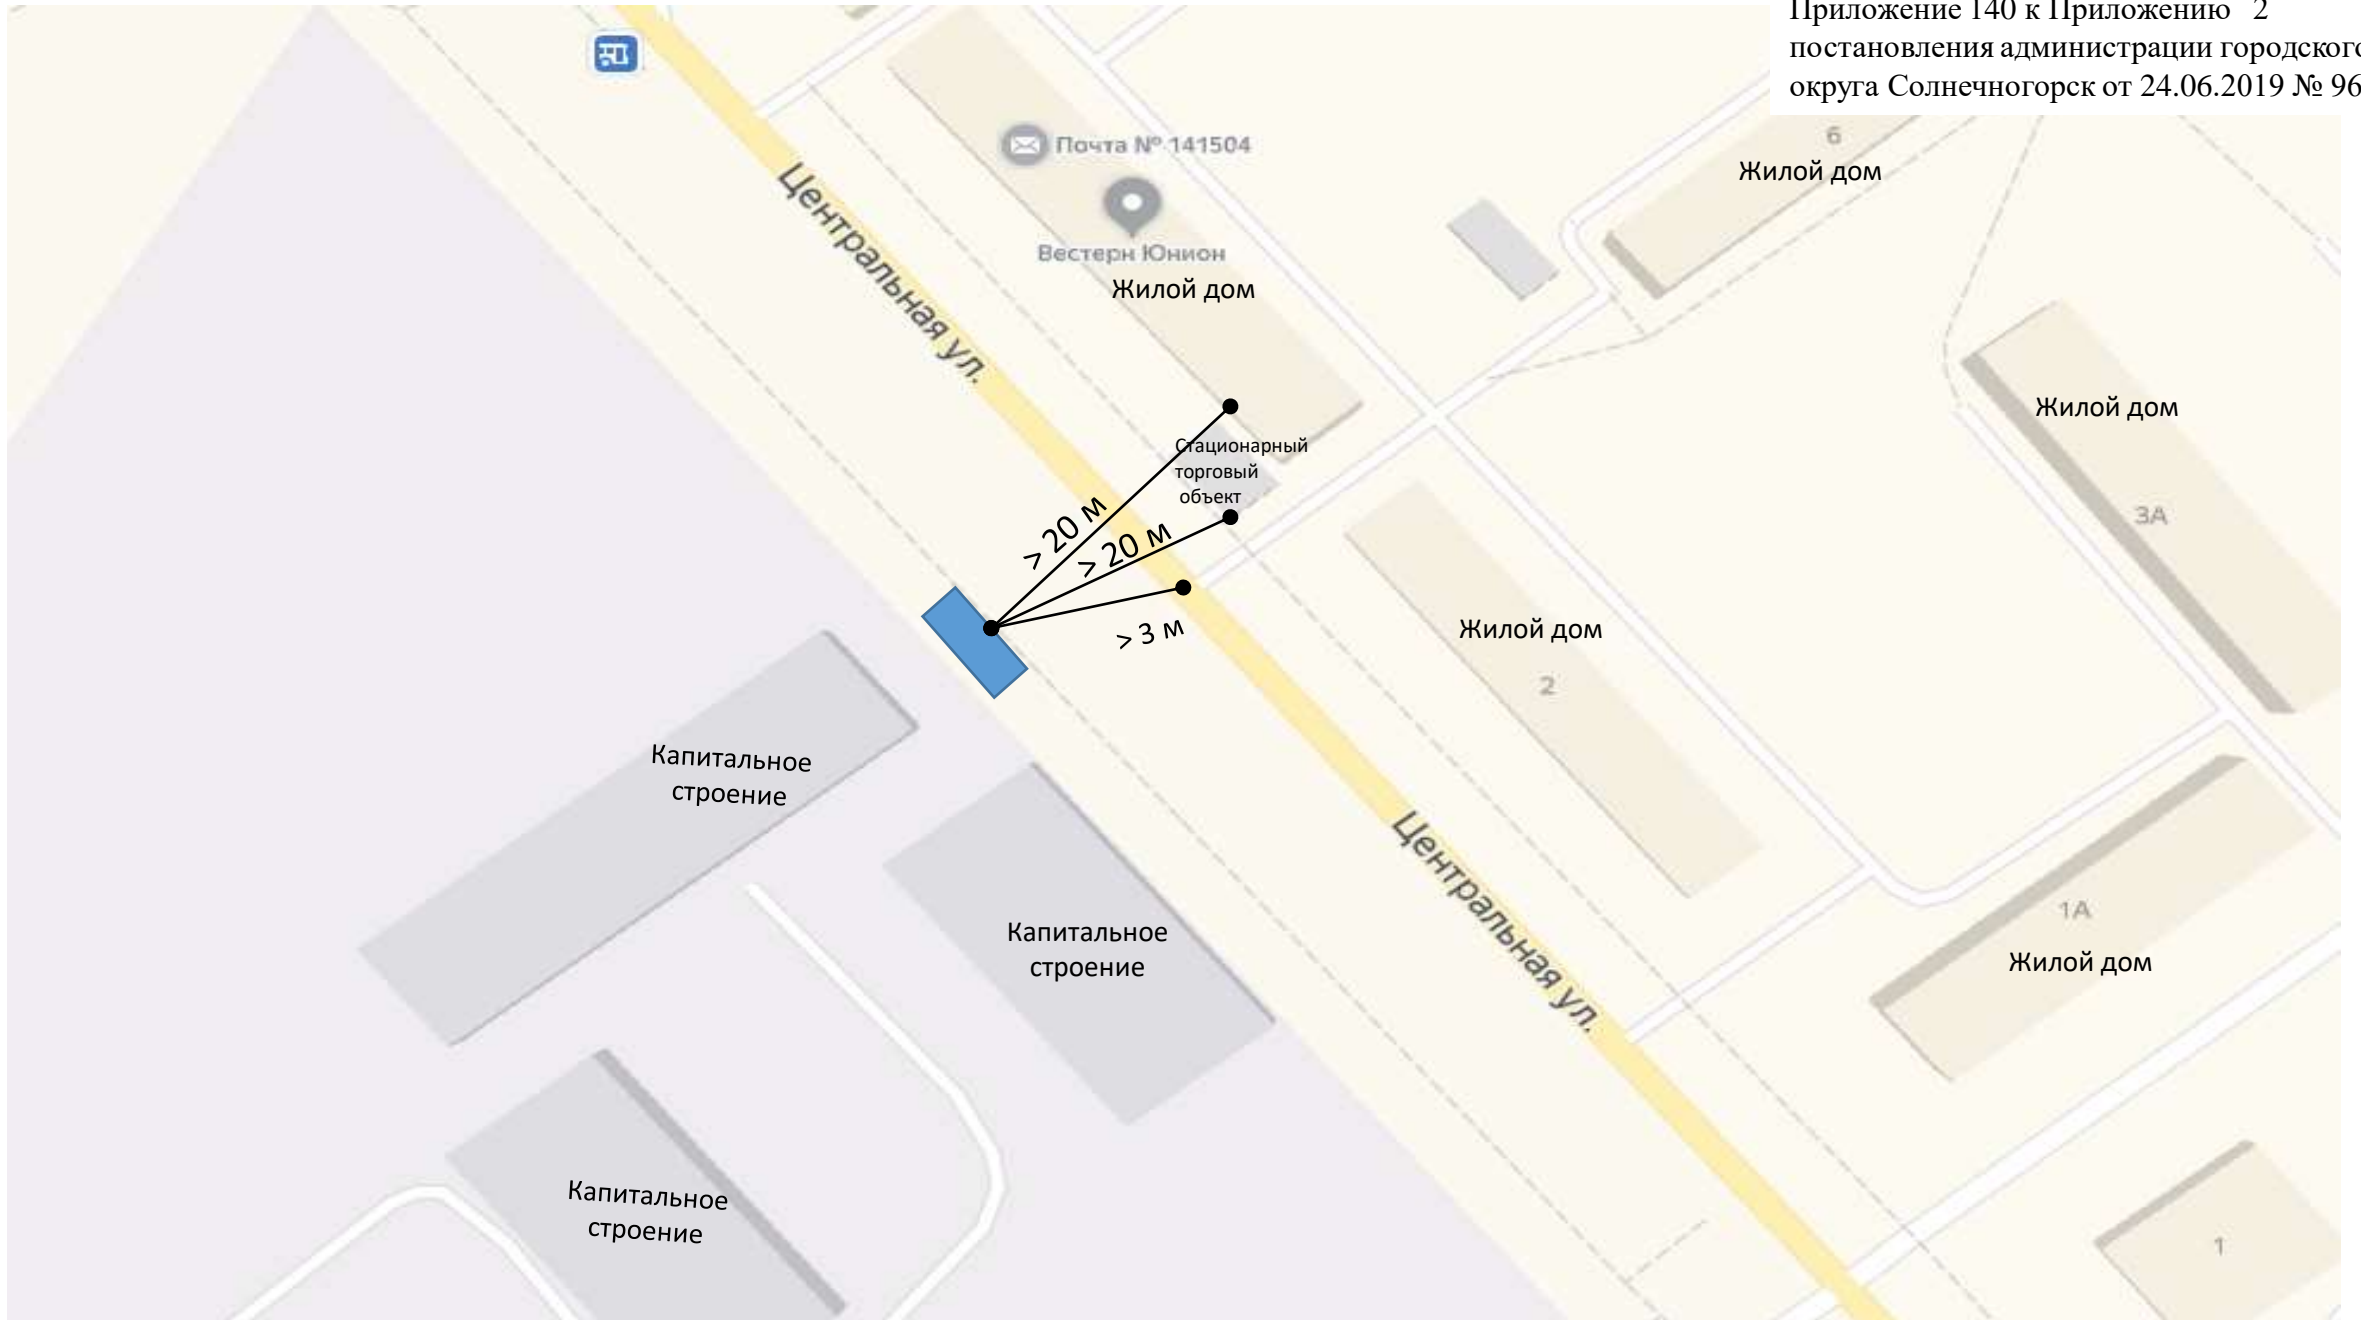 Приложение 140 к Приложению 2
постановления администрации городского
округа Солнечногорск от 24.06.2019 № 96
6
Жилой дом
Почта № 141504
Вестерн Юнион
Жилой дом
Центральная ул.
Жилой дом
3А
Стационарный
торговый
объект
> 20 м
> 20 м
> 3 м
Жилой дом
2
Капитальное
строение
Капитальное
строение
Центральная ул.
1А
Жилой дом
Капитальное
строение
1